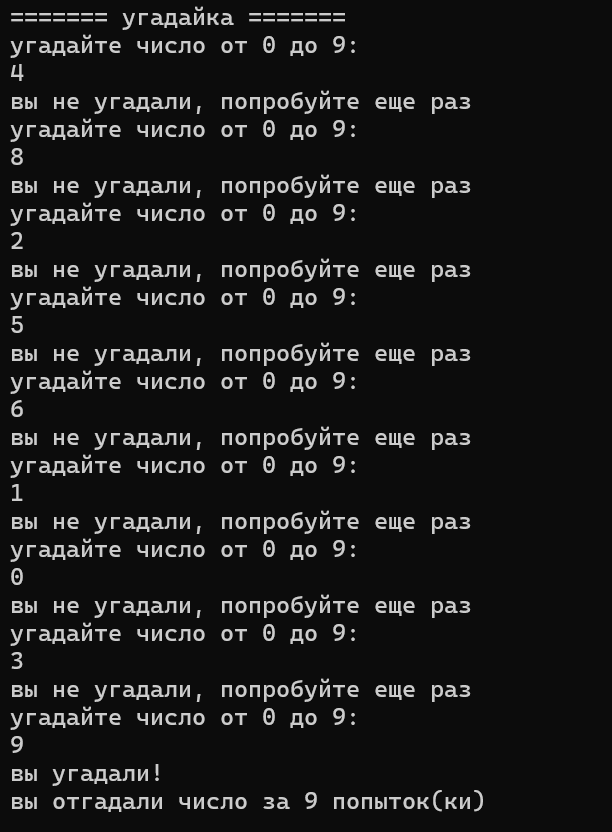 ======= угадайка =======
угадайте число от 0 до 9:
4
вы не угадали, попробуйте еще раз
угадайте число от 0 до 9:
8
вы не угадали, попробуйте еще раз
угадайте число от 0 до 9:
2
вы не угадали, попробуйте еще раз
угадайте число от 0 до 9:
5
вы не угадали, попробуйте еще раз
угадайте число от 0 до 9:
6
вы не угадали, попробуйте еще раз
угадайте число от 0 до 9:
1
вы не угадали, попробуйте еще раз
угадайте число от 0 до 9:
0
вы не угадали, попробуйте еще раз
угадайте число от 0 до 9:
3
вы не угадали, попробуйте еще раз
угадайте число от 0 до 9:
9
вы угадали!
вы отгадали число за 9 попыток(ки)